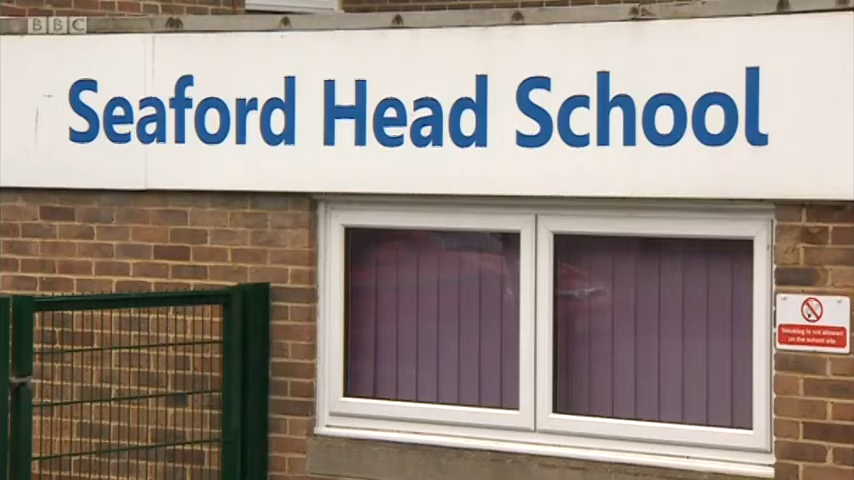 BBC
Seaford Head School
Smoking is not allowed
on the school site